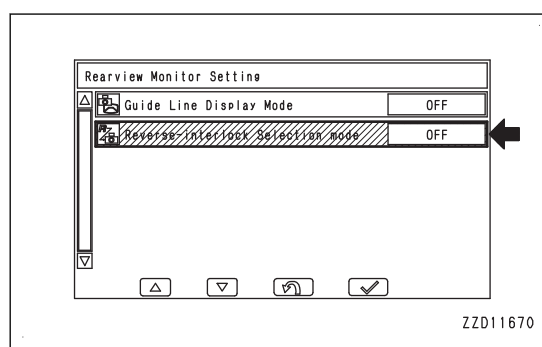 Rearview Monitor Setting
Guide Line Display Mode OFF
Reverse-interlock Selection mode OFF
ZZD11670